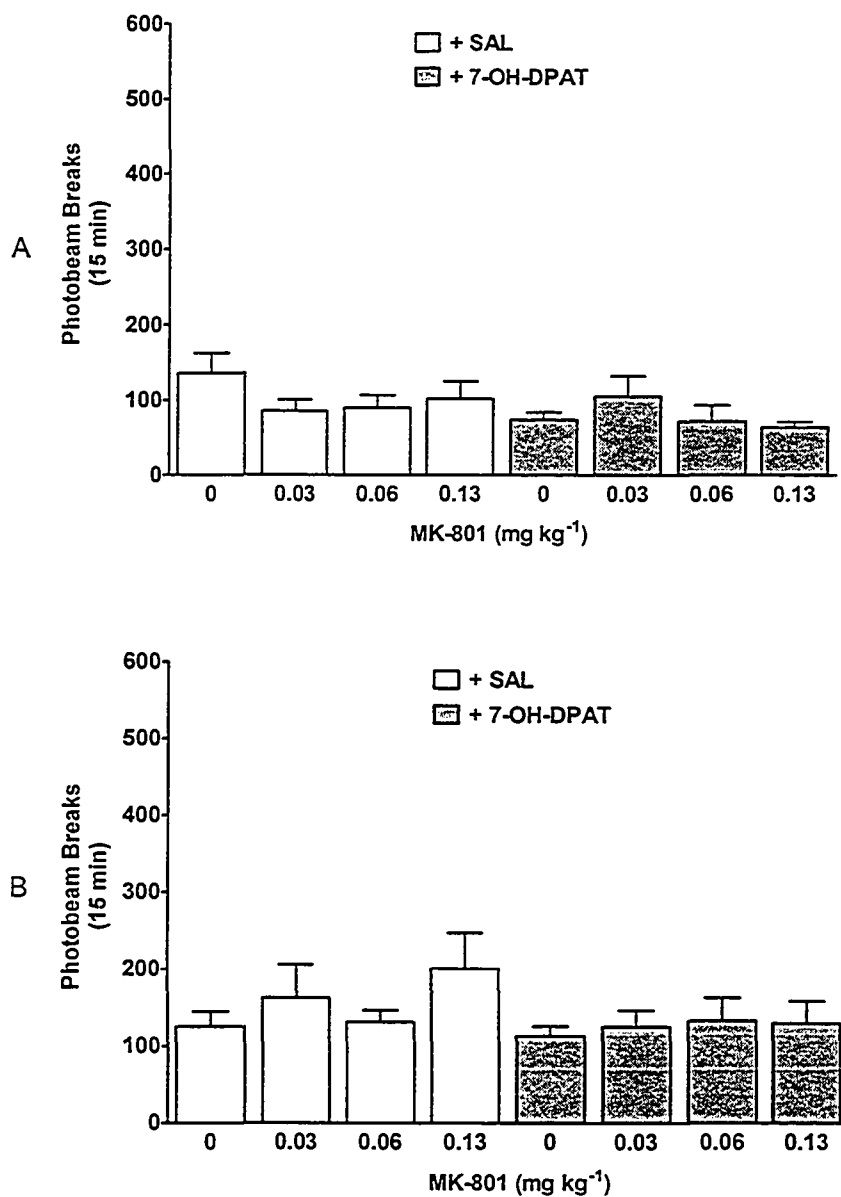 A
Photobeam Breaks
(15 min)
600
500
400
300
200
100
0
+ SAL
+ 7-OH-DPAT
0 0.03 0.06 0.13 0 0.03 0.06 0.13
MK-801 (mg kg⁻¹)
B
Photobeam Breaks
(15 min)
600
500
400
300
200
100
0
+ SAL
+ 7-OH-DPAT
0 0.03 0.06 0.13 0 0.03 0.06 0.13
MK-801 (mg kg⁻¹)